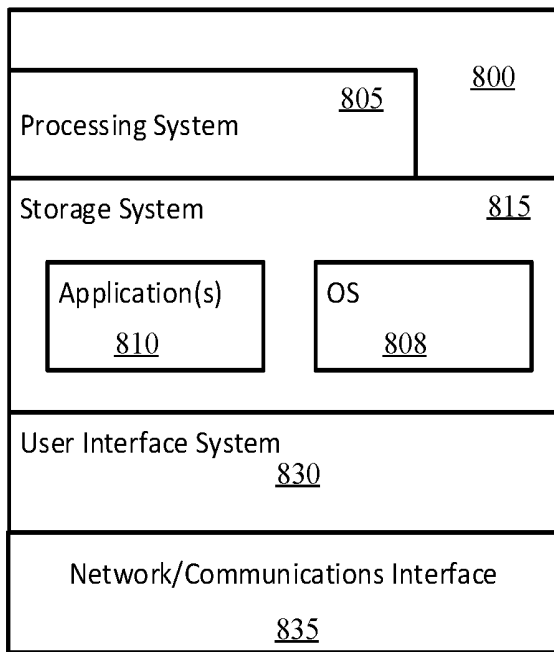 800
805
Processing System
Storage System 815
Application(s)
810
OS
808
User Interface System
830
Network/Communications Interface
835